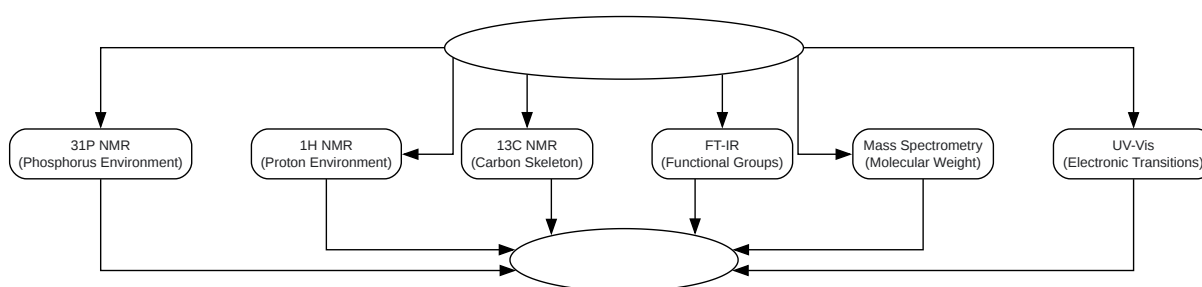 31P NMR
(Phosphorus Environment)
1H NMR
(Proton Environment)
13C NMR
(Carbon Skeleton)
FT-IR
(Functional Groups)
Mass Spectrometry
(Molecular Weight)
UV-Vis
(Electronic Transitions)